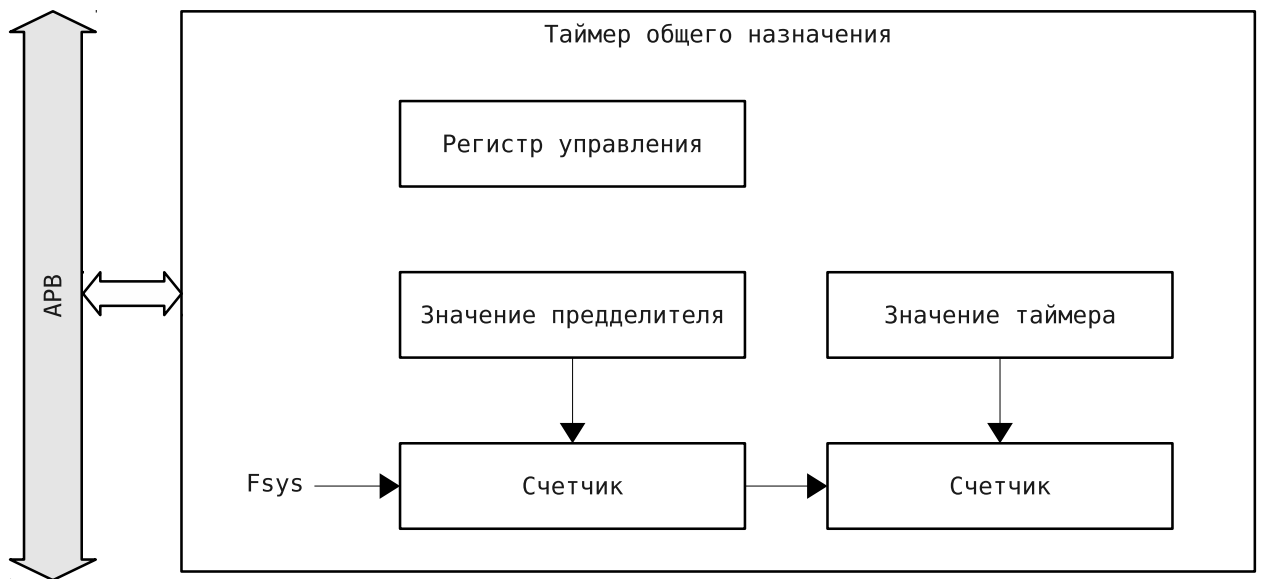 Таймер общего назначения
Регистр управления
APB
Значение предделителя
Значение таймера
Fsys
Счетчик
Счетчик